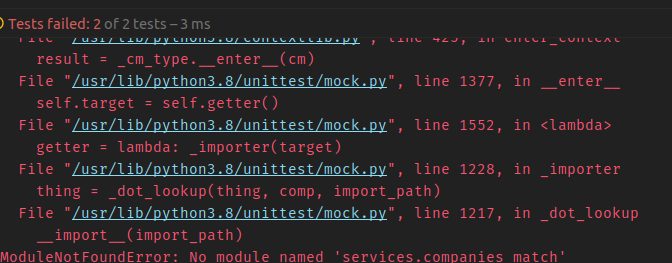 Tests failed: 2 of 2 tests – 3 ms
File "/usr/lib/python3.8/contextlib.py", line 425, in enter_context
result = _cm_type.__enter__(cm)
File "/usr/lib/python3.8/unittest/mock.py", line 1377, in __enter__
self.target = self.getter()
File "/usr/lib/python3.8/unittest/mock.py", line 1552, in <lambda>
getter = lambda: _importer(target)
File "/usr/lib/python3.8/unittest/mock.py", line 1228, in _importer
thing = _dot_lookup(thing, comp, import_path)
File "/usr/lib/python3.8/unittest/mock.py", line 1217, in _dot_lookup
__import__(import_path)
ModuleNotFoundError: No module named 'services.companies_match'